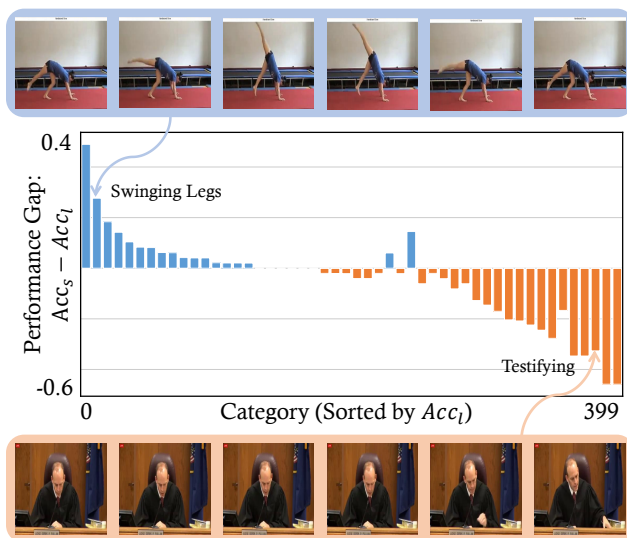 0.4
Performance Gap:
Acc_s − Acc_l
Swinging Legs
Testifying
-0.6
0
Category (Sorted by Acc_l)
399